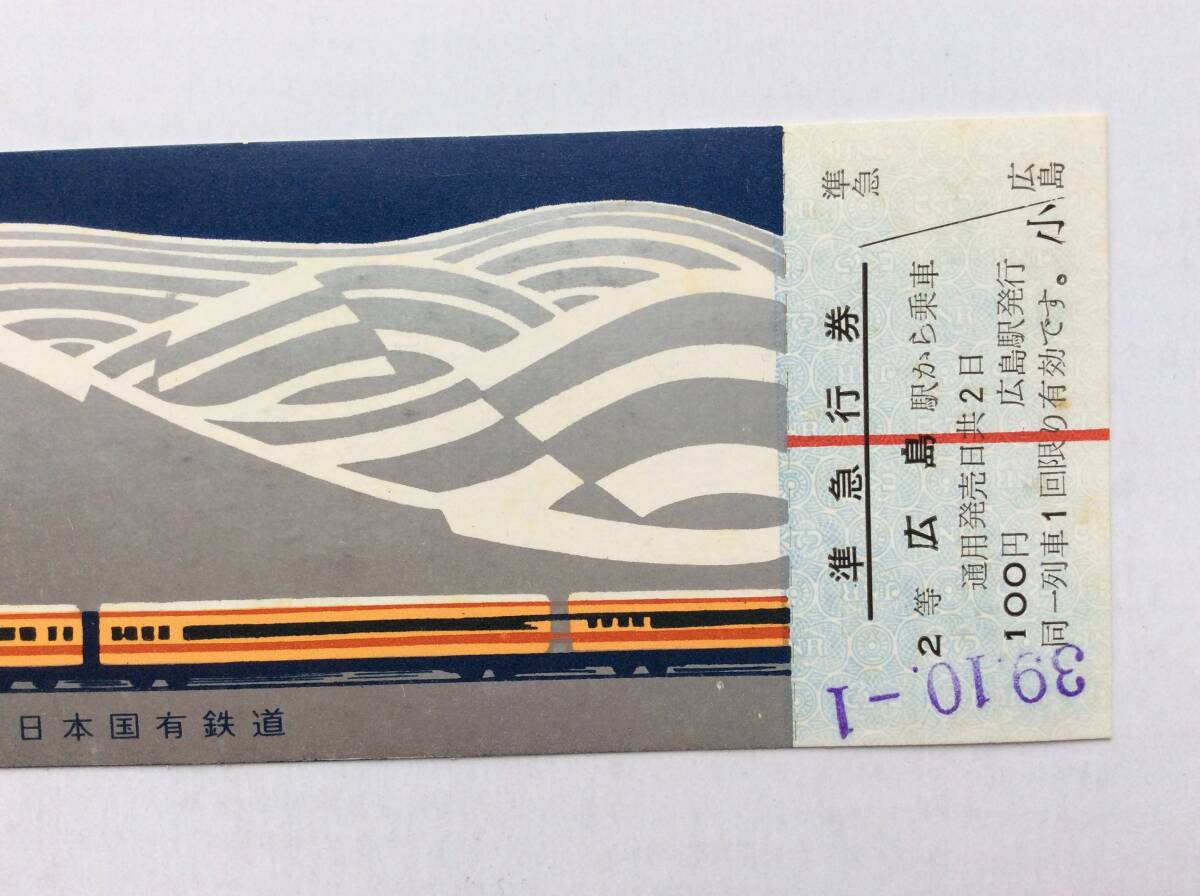 準急行券
2等 広島 駅から乗車
通用発売日共2日
100円 広島駅発行
同一列車1回限り有効です。
準急
小
広島
39.10.-1
日本国有鉄道